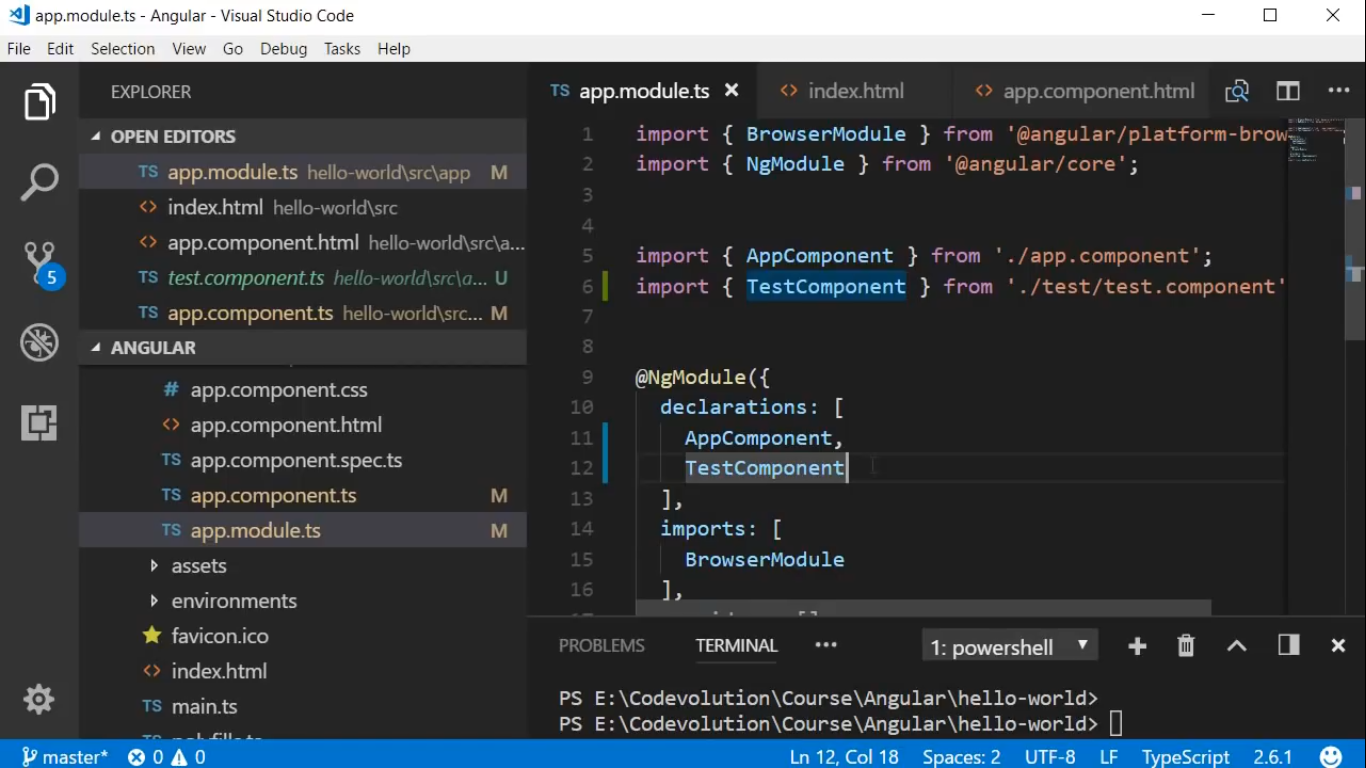 app.module.ts - Angular - Visual Studio Code
File Edit Selection View Go Debug Tasks Help
EXPLORER
OPEN EDITORS
TS app.module.ts hello-world\src\app M
<> index.html hello-world\src
<> app.component.html hello-world\src\a...
TS test.component.ts hello-world\src\a... U
TS app.component.ts hello-world\src... M
5
ANGULAR
# app.component.css
<> app.component.html
TS app.component.spec.ts
TS app.component.ts M
TS app.module.ts M
assets
environments
favicon.ico
<> index.html
TS main.ts
TS app.module.ts × <> index.html <> app.component.html ...
1 import { BrowserModule } from '@angular/platform-brow
2 import { NgModule } from '@angular/core';
3
4
5 import { AppComponent } from './app.component';
6 import { TestComponent } from './test/test.component'
7
8
9 @NgModule({
10 declarations: [
11 AppComponent,
12 TestComponent
13 ],
14 imports: [
15 BrowserModule
16 ],
PROBLEMS TERMINAL ... 1: powershell
PS E:\Codevolution\Course\Angular\hello-world>
PS E:\Codevolution\Course\Angular\hello-world>
master* 0 0 Ln 12, Col 18 Spaces: 2 UTF-8 LF TypeScript 2.6.1